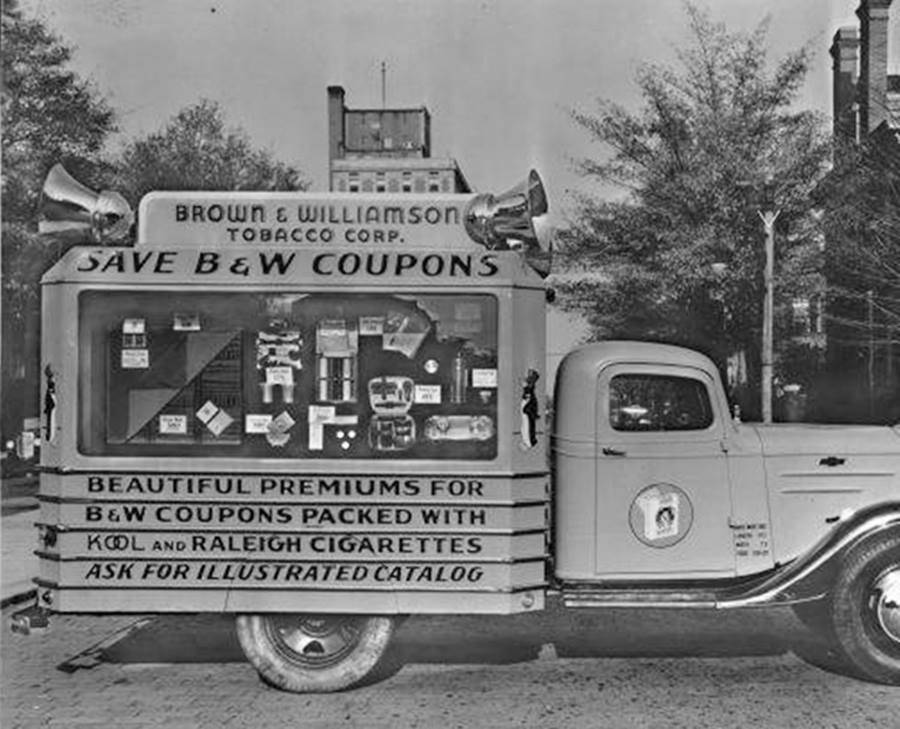 BROWN & WILLIAMSON
TOBACCO CORP.
SAVE B & W COUPONS
BEAUTIFUL PREMIUMS FOR
B & W COUPONS PACKED WITH
KOOL AND RALEIGH CIGARETTES
ASK FOR ILLUSTRATED CATALOG